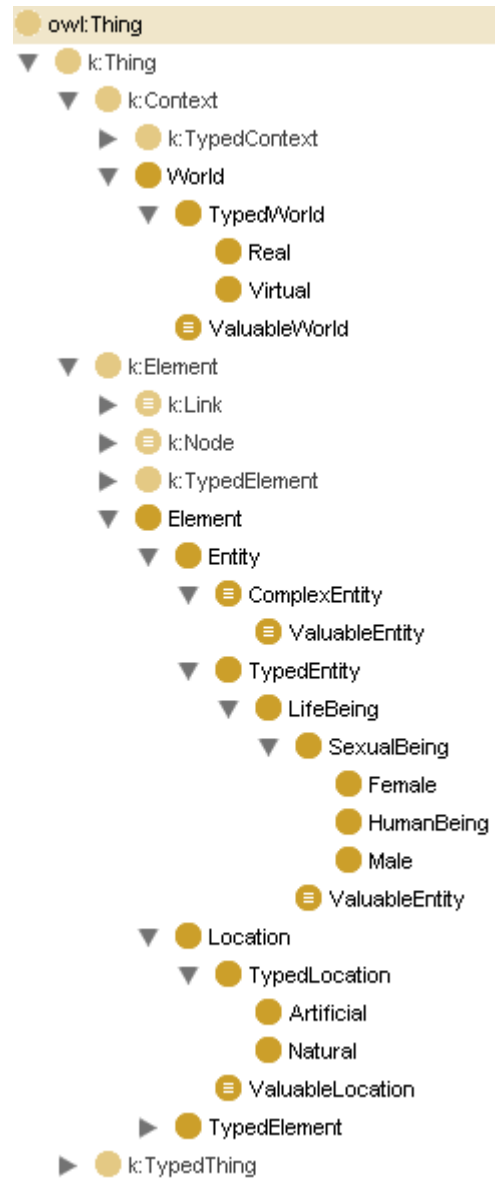 owl:Thing
k:Thing
k:Context
k:TypedContext
World
TypedWorld
Real
Virtual
ValuableWorld
k:Element
k:Link
k:Node
k:TypedElement
Element
Entity
ComplexEntity
ValuableEntity
TypedEntity
LifeBeing
SexualBeing
Female
HumanBeing
Male
ValuableEntity
Location
TypedLocation
Artificial
Natural
ValuableLocation
TypedElement
k:TypedThing